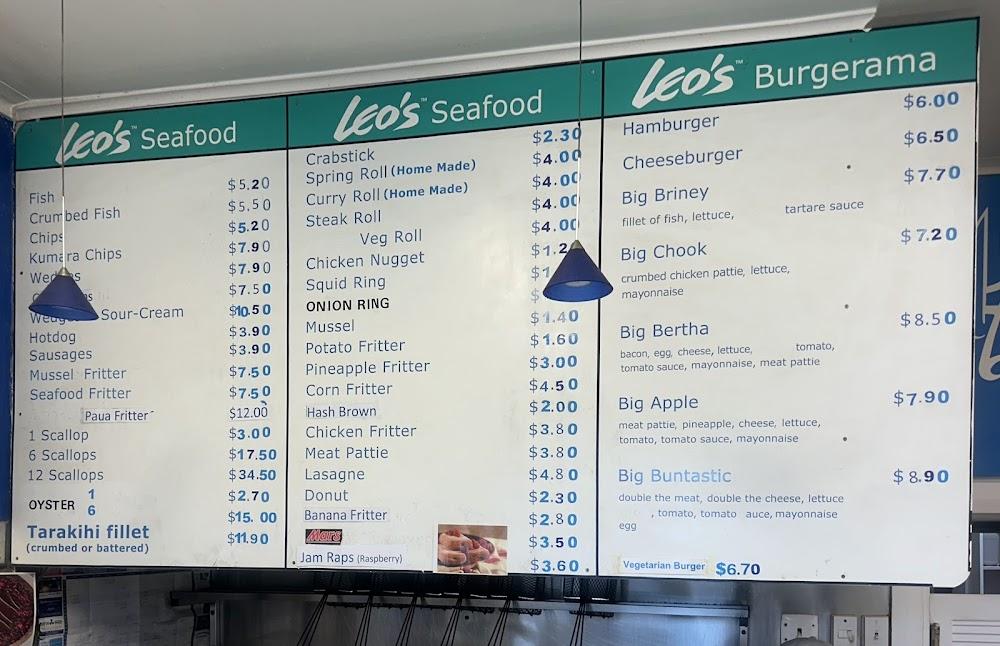 Leo's™ Seafood
Fish $5.20
Crumbed Fish $5.50
Chips $5.20
Kumara Chips $7.90
$7.90
$7.50
Sour-Cream $10.50
Hotdog $3.90
Sausages $3.90
Mussel Fritter $7.50
Seafood Fritter $7.50
Paua Fritter $12.00
1 Scallop $3.00
6 Scallops $17.50
12 Scallops $34.50
OYSTER 1 $2.70
6 $15.00
Tarakihi fillet $11.90
(crumbed or battered)
Leo's™ Seafood
Crabstick $2.30
Spring Roll (Home Made) $4.00
Curry Roll (Home Made) $4.00
Steak Roll $4.00
Veg Roll $4.00
Chicken Nugget
Squid Ring
ONION RING
Mussel $1.40
Potato Fritter $1.60
Pineapple Fritter $3.00
Corn Fritter $4.50
Hash Brown $2.00
Chicken Fritter $3.80
Meat Pattie $3.80
Lasagne $4.80
Donut $2.30
Banana Fritter $2.80
Mars $3.50
Jam Raps (Raspberry) $3.60
Leo's™ Burgerama
Hamburger $6.00
Cheeseburger $6.50
Big Briney $7.70
fillet of fish, lettuce, tartare sauce
Big Chook $7.20
crumbed chicken pattie, lettuce,
mayonnaise
Big Bertha $8.50
bacon, egg, cheese, lettuce, tomato,
tomato sauce, mayonnaise, meat pattie
Big Apple $7.90
meat pattie, pineapple, cheese, lettuce,
tomato, tomato sauce, mayonnaise
Big Buntastic $8.90
double the meat, double the cheese, lettuce
, tomato, tomato auce, mayonnaise
egg
Vegetarian Burger $6.70